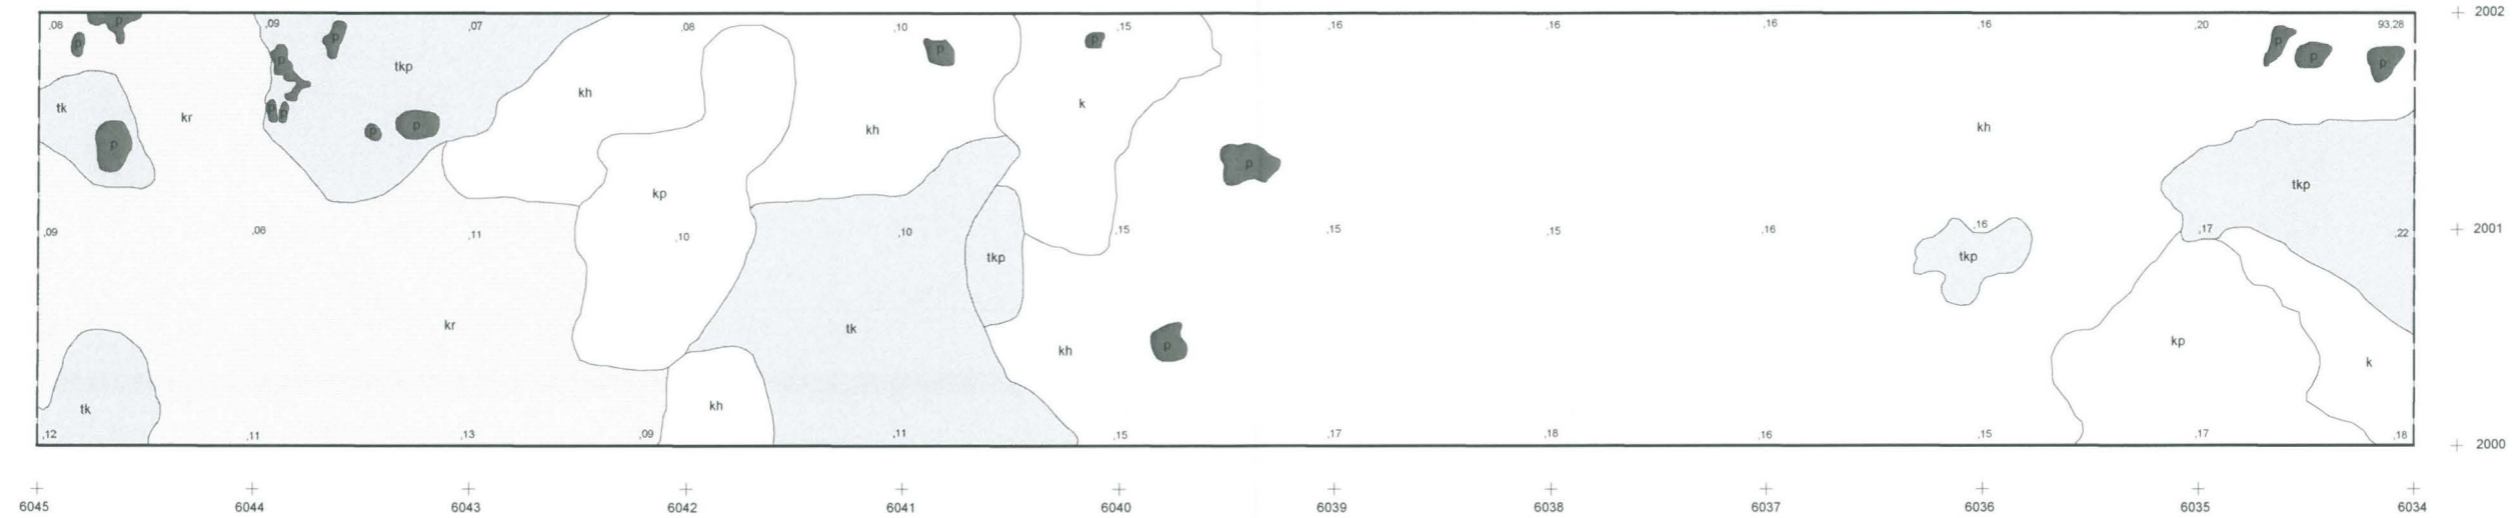 ,08 p ,09 ,07 ,08 ,10 ,15 ,16 ,16 ,16 ,16 ,20 93,28 2002
p p p p p p p p
p tkp
kh k
tk kr p p p p kh kh
p p
kp tkp
,09 ,08 ,11 ,10 ,10 ,15 ,15 ,15 ,16 ,16 ,17 ,22 2001
tkp tkp
kr tk
kh p kp
k
tk kh
,12 ,11 ,13 ,09 ,11 ,15 ,17 ,18 ,16 ,15 ,17 ,18 2000
6045 6044 6043 6042 6041 6040 6039 6038 6037 6036 6035 6034